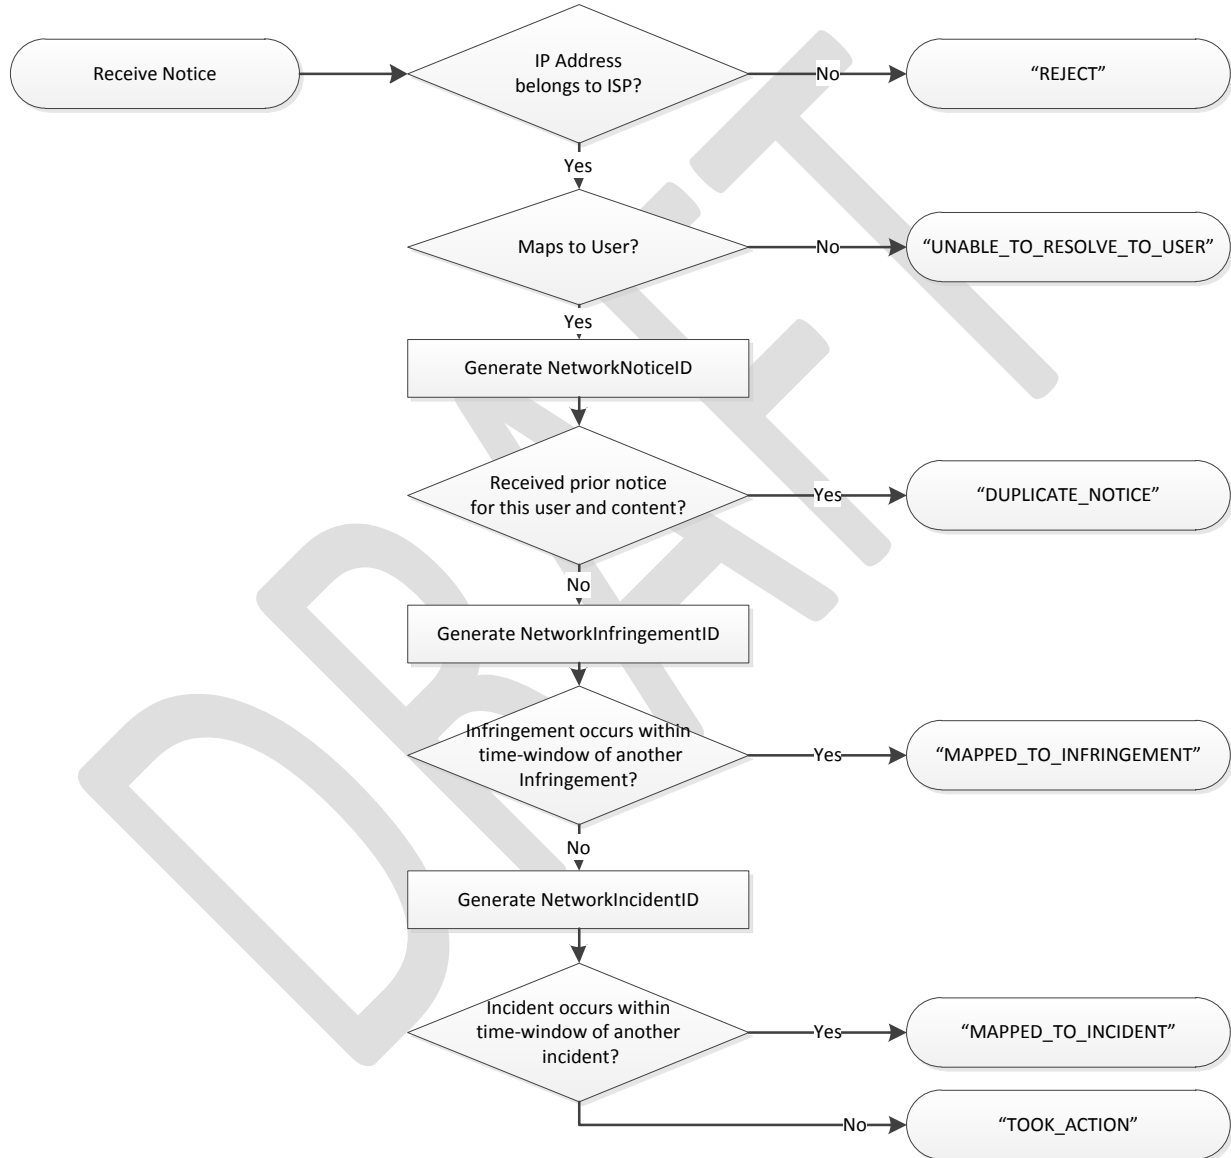 Receive Notice
IP Address
belongs to ISP?
No
“REJECT”
Yes
Maps to User?
No
“UNABLE_TO_RESOLVE_TO_USER”
Yes
Generate NetworkNoticeID
Received prior notice
for this user and content?
Yes
“DUPLICATE_NOTICE”
No
Generate NetworkInfringementID
Infringement occurs within
time-window of another
Infringement?
Yes
“MAPPED_TO_INFRINGEMENT”
No
Generate NetworkIncidentID
Incident occurs within
time-window of another
incident?
Yes
“MAPPED_TO_INCIDENT”
No
“TOOK_ACTION”
DRAFT